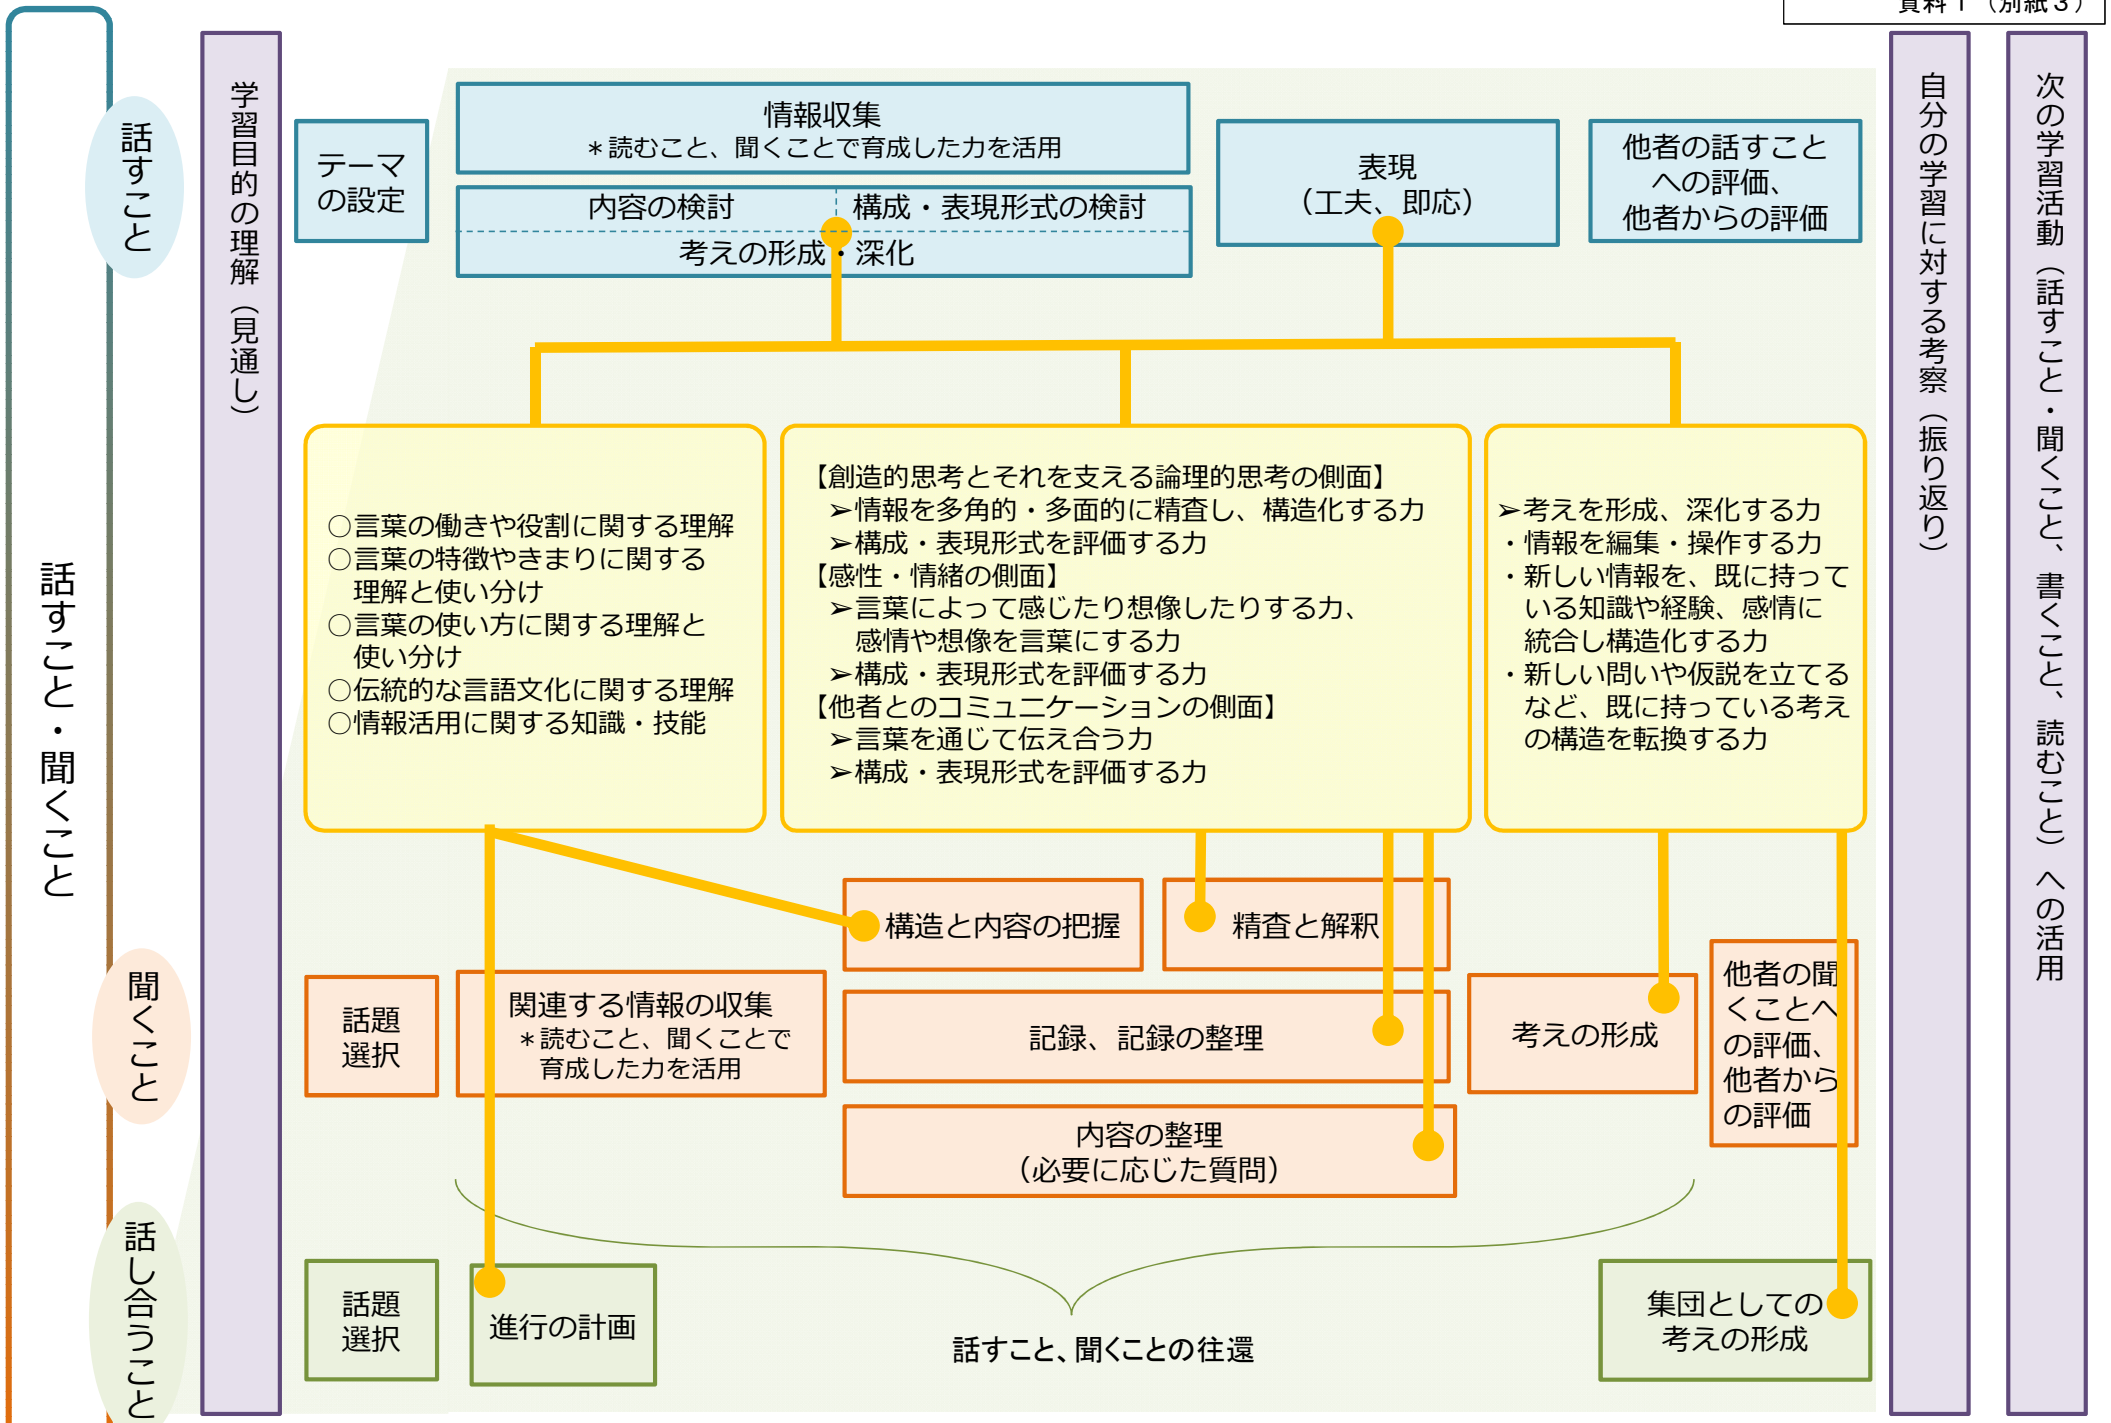 資料１（別紙３）
話すこと・聞くこと
話すこと
聞くこと
話し合うこと
学習目的の理解（見通し）
テーマ
の設定
情報収集
＊読むこと、聞くことで育成した力を活用
内容の検討
構成・表現形式の検討
考えの形成・深化
表現
（工夫、即応）
他者の話すこと
への評価、
他者からの評価
○言葉の働きや役割に関する理解
○言葉の特徴やきまりに関する
理解と使い分け
○言葉の使い方に関する理解と
使い分け
○伝統的な言語文化に関する理解
○情報活用に関する知識・技能
【創造的思考とそれを支える論理的思考の側面】
➢情報を多角的・多面的に精査し、構造化する力
➢構成・表現形式を評価する力
【感性・情緒の側面】
➢言葉によって感じたり想像したりする力、
感情や想像を言葉にする力
➢構成・表現形式を評価する力
【他者とのコミュニケーションの側面】
➢言葉を通じて伝え合う力
➢構成・表現形式を評価する力
➢考えを形成、深化する力
・情報を編集・操作する力
・新しい情報を、既に持って
いる知識や経験、感情に
統合し構造化する力
・新しい問いや仮説を立てる
など、既に持っている考え
の構造を転換する力
話題
選択
関連する情報の収集
＊読むこと、聞くことで
育成した力を活用
構造と内容の把握
精査と解釈
記録、記録の整理
内容の整理
（必要に応じた質問）
考えの形成
他者の聞
くことへ
の評価、
他者から
の評価
話題
選択
進行の計画
話すこと、聞くことの往還
集団としての
考えの形成
自分の学習に対する考察（振り返り）
次の学習活動（話すこと・聞くこと、書くこと、読むこと）への活用